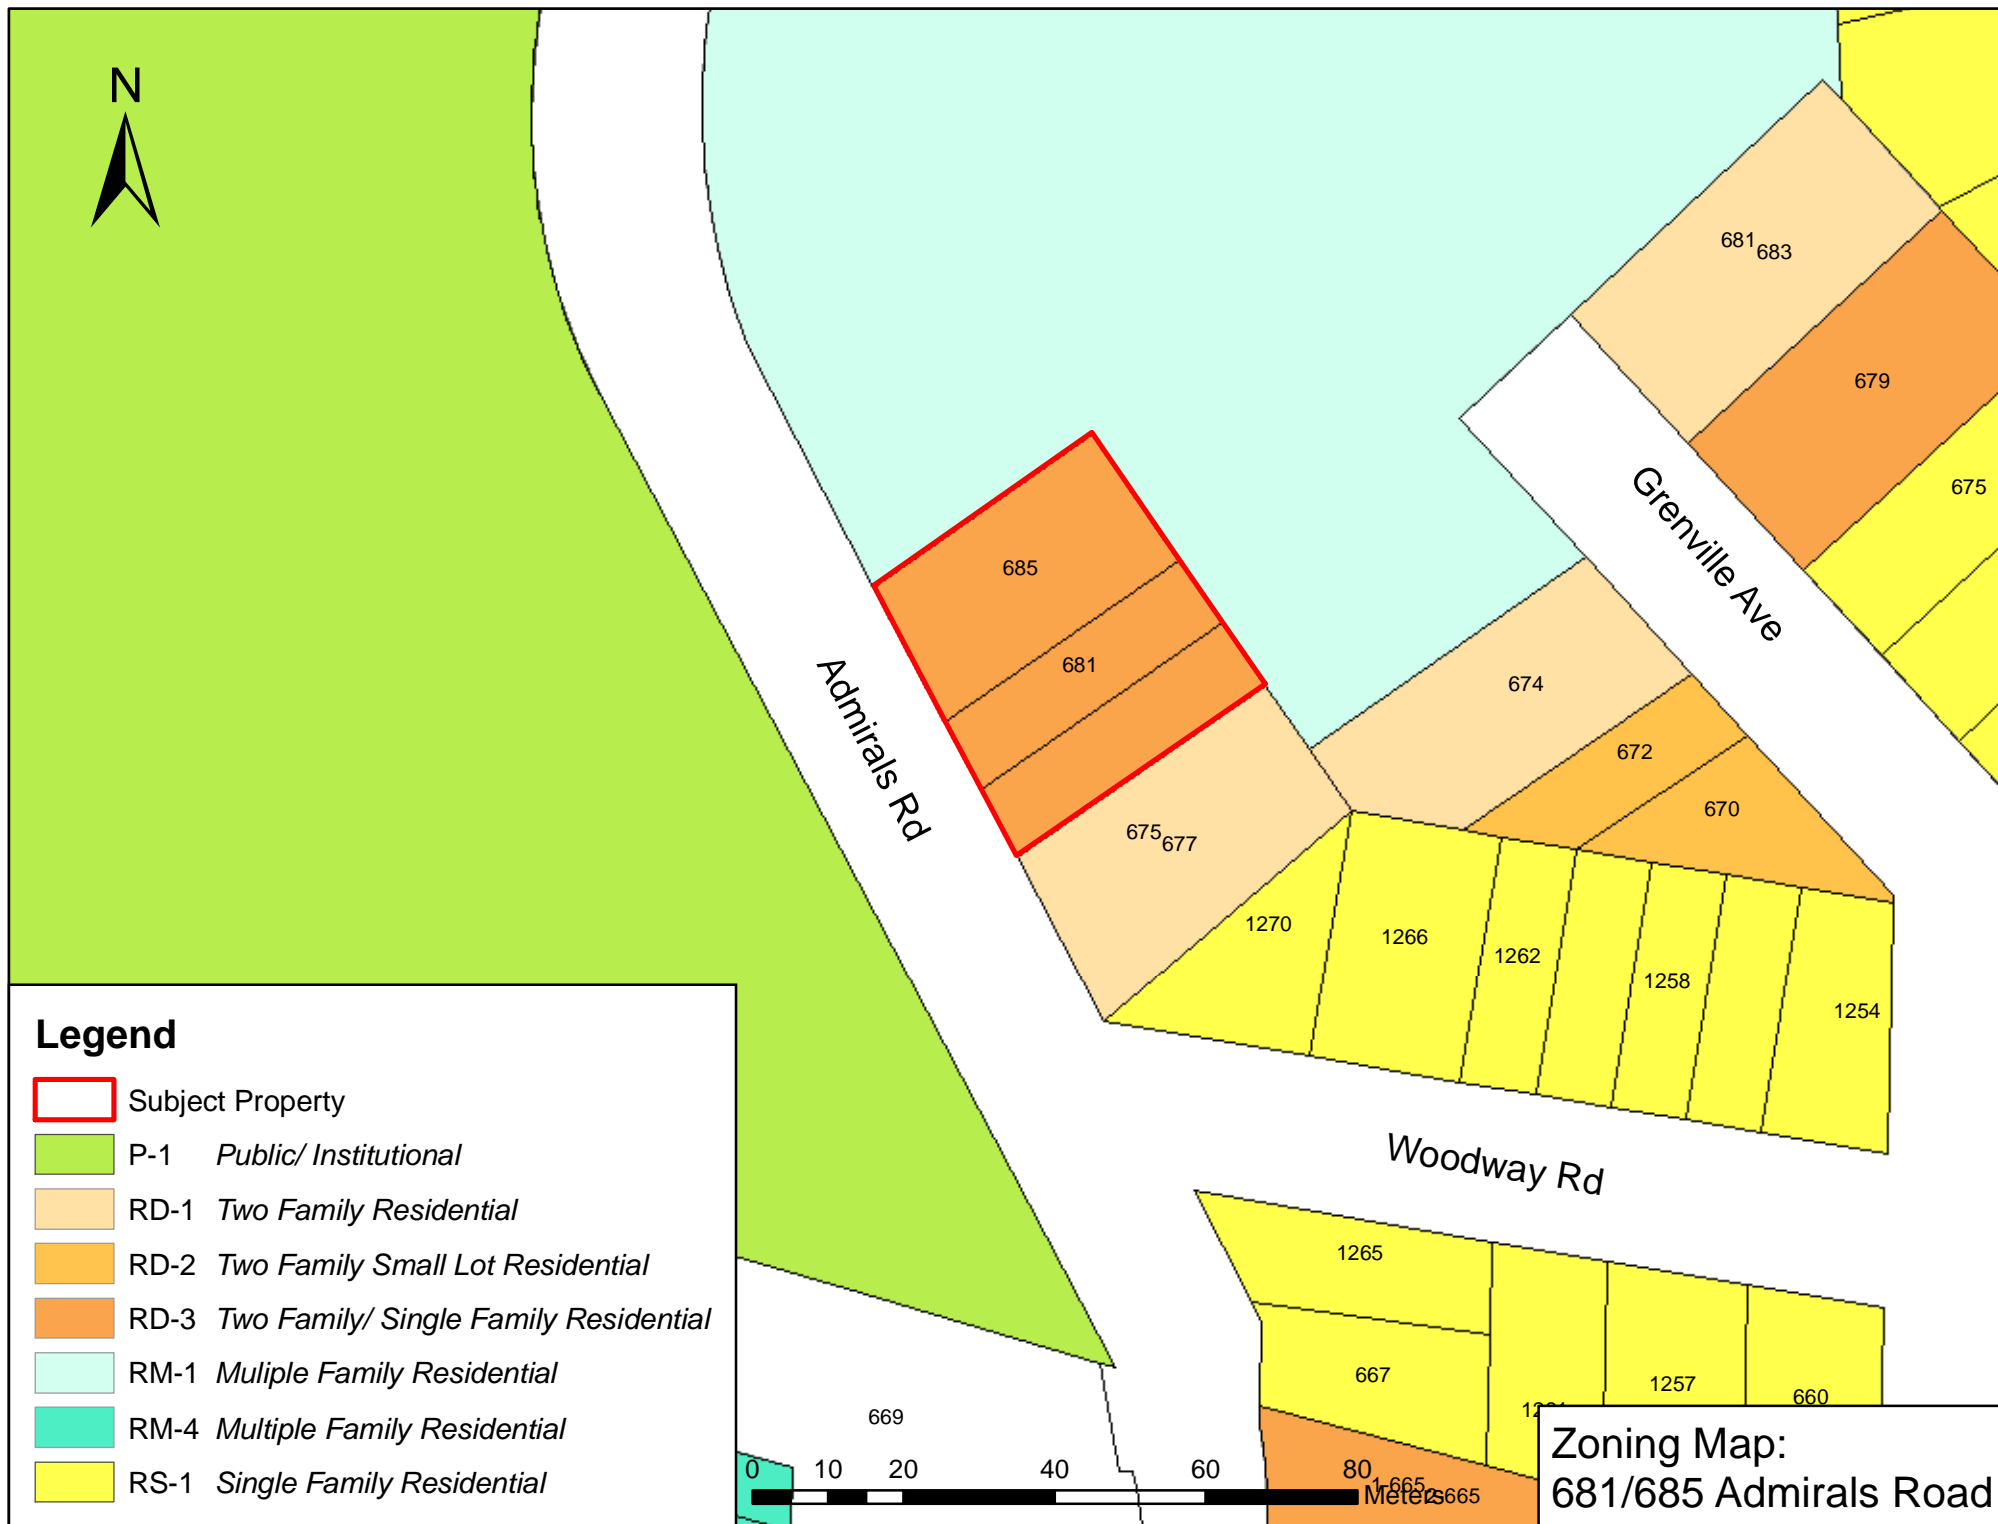 N
681 683
679
675
Grenville Ave
685
681
674
672
670
Admirals Rd
675 677
1270
1266
1262
1258
1254
Woodway Rd
1265
667
1257
660
669
Legend
Subject Property
P-1 Public/ Institutional
RD-1 Two Family Residential
RD-2 Two Family Small Lot Residential
RD-3 Two Family/ Single Family Residential
RM-1 Muliple Family Residential
RM-4 Multiple Family Residential
RS-1 Single Family Residential
0 10 20 40 60 80
Meters
Zoning Map:
681/685 Admirals Road